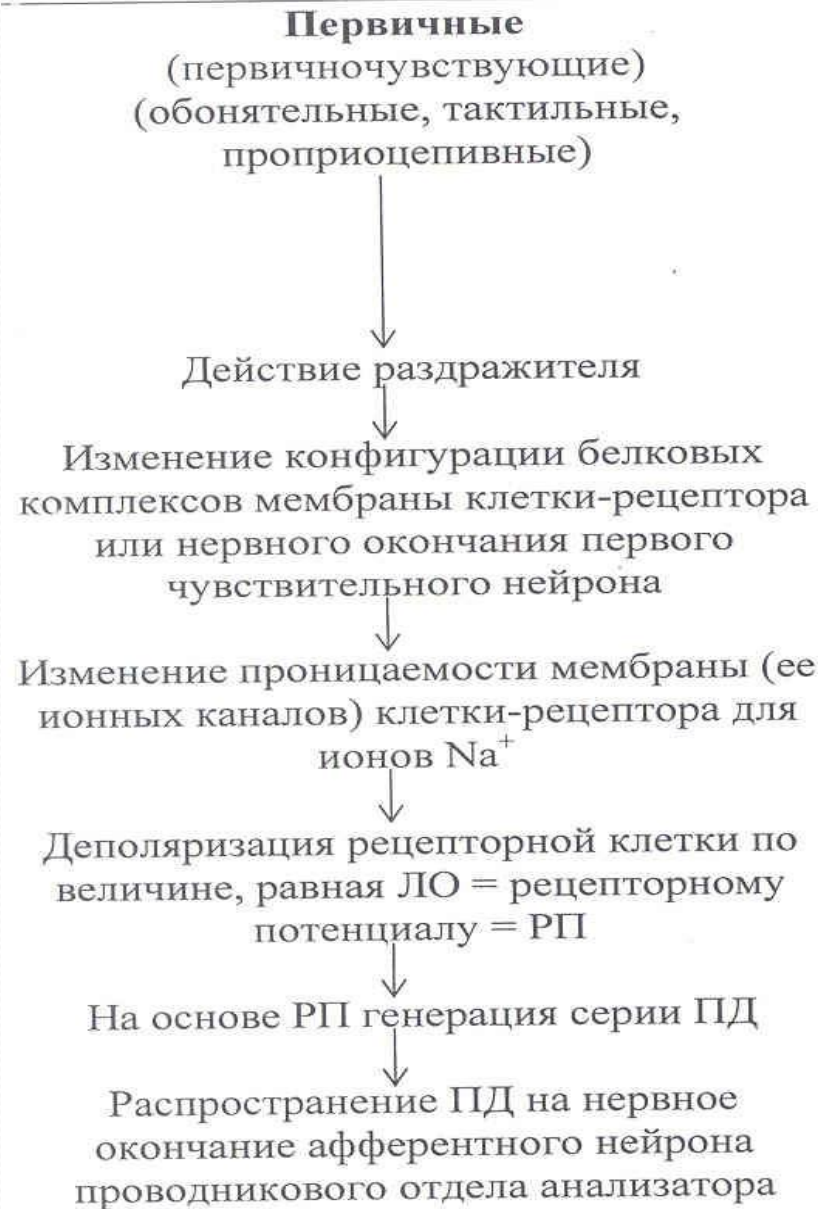 Первичные
(первичночувствующие)
(обонятельные, тактильные,
проприоцепивные)
Действие раздражителя
Изменение конфигурации белковых
комплексов мембраны клетки-рецептора
или нервного окончания первого
чувствительного нейрона
Изменение проницаемости мембраны (ее
ионных каналов) клетки-рецептора для
ионов Na⁺
Деполяризация рецепторной клетки по
величине, равная ЛО = рецепторному
потенциалу = РП
На основе РП генерация серии ПД
Распространение ПД на нервное
окончание афферентного нейрона
проводникового отдела анализатора